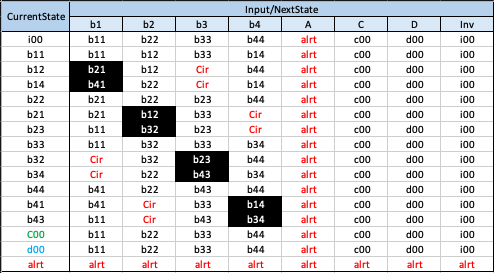 CurrentState Input/NextState
b1 b2 b3 b4 A C D Inv
i00 b11 b22 b33 b44 alrt c00 d00 i00
b11 b11 b12 b33 b14 alrt c00 d00 i00
b12 b21 b12 Cir b44 alrt c00 d00 i00
b14 b41 b22 Cir b14 alrt c00 d00 i00
b22 b21 b22 b23 b44 alrt c00 d00 i00
b21 b21 b12 b33 Cir alrt c00 d00 i00
b23 b11 b32 b23 Cir alrt c00 d00 i00
b33 b11 b32 b33 b34 alrt c00 d00 i00
b32 Cir b32 b23 b44 alrt c00 d00 i00
b34 Cir b22 b43 b34 alrt c00 d00 i00
b44 b41 b22 b43 b44 alrt c00 d00 i00
b41 b41 Cir b33 b14 alrt c00 d00 i00
b43 b11 Cir b43 b34 alrt c00 d00 i00
C00 b11 b22 b33 b44 alrt c00 d00 i00
d00 b11 b22 b33 b44 alrt c00 d00 i00
alrt alrt alrt alrt alrt alrt alrt alrt alrt